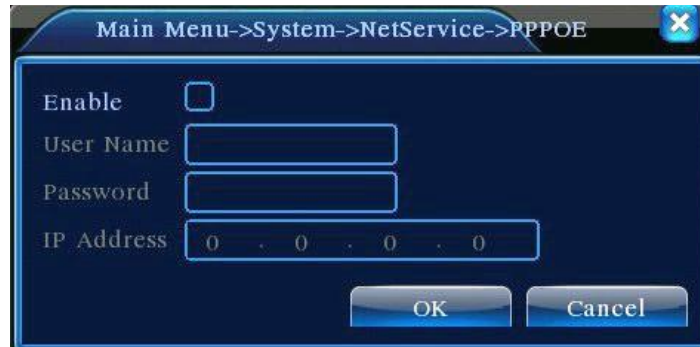 Main Menu->System->NetService->PPPOE
Enable
User Name
Password
IP Address 0 . 0 . 0 . 0
OK Cancel